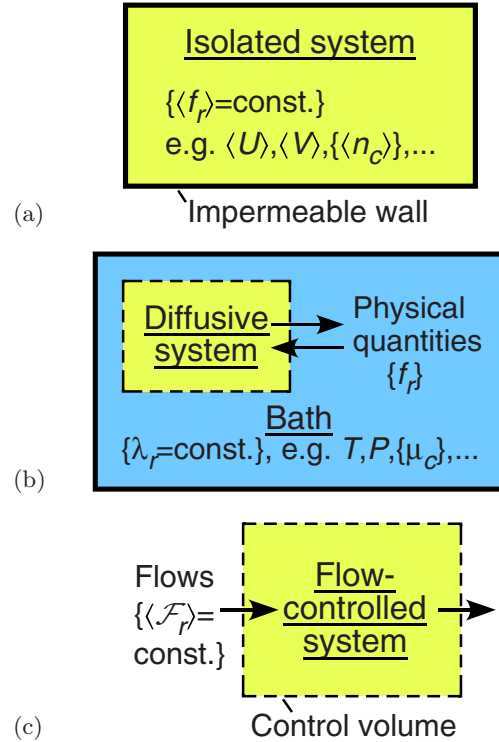 Isolated system
{⟨f_r⟩=const.}
e.g. ⟨U⟩,⟨V⟩,{⟨n_c⟩},...
Impermeable wall
(a)
Diffusive
system
Physical
quantities
{f_r}
Bath
{λ_r=const.}, e.g. T,P,{μ_c},...
(b)
Flows
{⟨ℱ_r⟩=
const.}
Flow-
controlled
system
Control volume
(c)